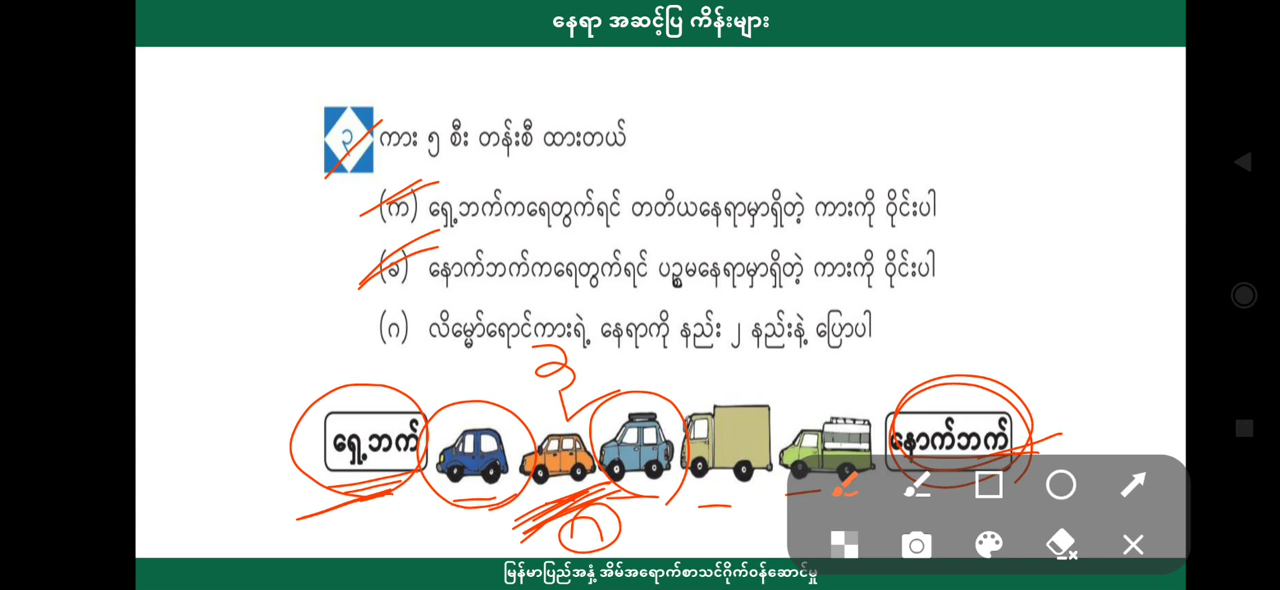 နေရာ အဆင့်ပြ ကိန်းများ
၃ ကား ၅ စီး တန်းစီ ထားတယ်
(က) ရှေ့ဘက်ကရေတွက်ရင် တတိယနေရာမှာရှိတဲ့ ကားကို ဝိုင်းပါ
(ခ) နောက်ဘက်ကရေတွက်ရင် ပဉ္စမနေရာမှာရှိတဲ့ ကားကို ဝိုင်းပါ
(ဂ) လိမ္မော်ရောင်ကားရဲ့ နေရာကို နည်း ၂ နည်းနဲ့ ပြောပါ
ရှေ့ဘက်
နောက်ဘက်
က
မြန်မာပြည်အနှံ့ အိမ်အရောက်စာသင်ဂိုက်ဝန်ဆောင်မှု